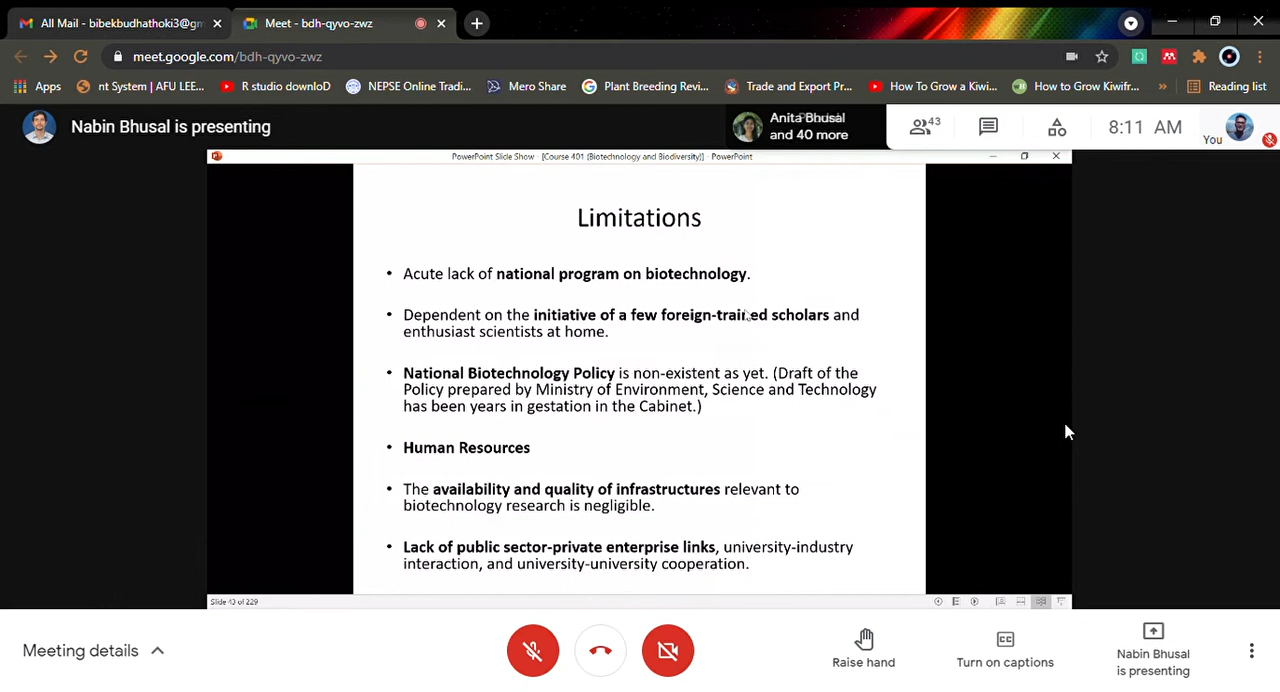 All Mail - bibekbudhathoki3@gm
Meet - bdh-qyvo-zwz
meet.google.com/bdh-qyvo-zwz
Apps
nt System | AFU LEE...
R studio downloD
NEPSE Online Tradi...
Mero Share
Plant Breeding Revi...
Trade and Export Pr...
How To Grow a Kiwi...
How to Grow Kiwifr...
»
Reading list
Nabin Bhusal is presenting
Anita Bhusal
and 40 more
43
8:11 AM
You
PowerPoint Slide Show - [Course 401 (Biotechnology and Biodiversity)] - PowerPoint
Limitations
• Acute lack of national program on biotechnology.
• Dependent on the initiative of a few foreign-trained scholars and
enthusiast scientists at home.
• National Biotechnology Policy is non-existent as yet. (Draft of the
Policy prepared by Ministry of Environment, Science and Technology
has been years in gestation in the Cabinet.)
• Human Resources
• The availability and quality of infrastructures relevant to
biotechnology research is negligible.
• Lack of public sector-private enterprise links, university-industry
interaction, and university-university cooperation.
Slide 43 of 229
Meeting details
Raise hand
CC
Turn on captions
Nabin Bhusal
is presenting